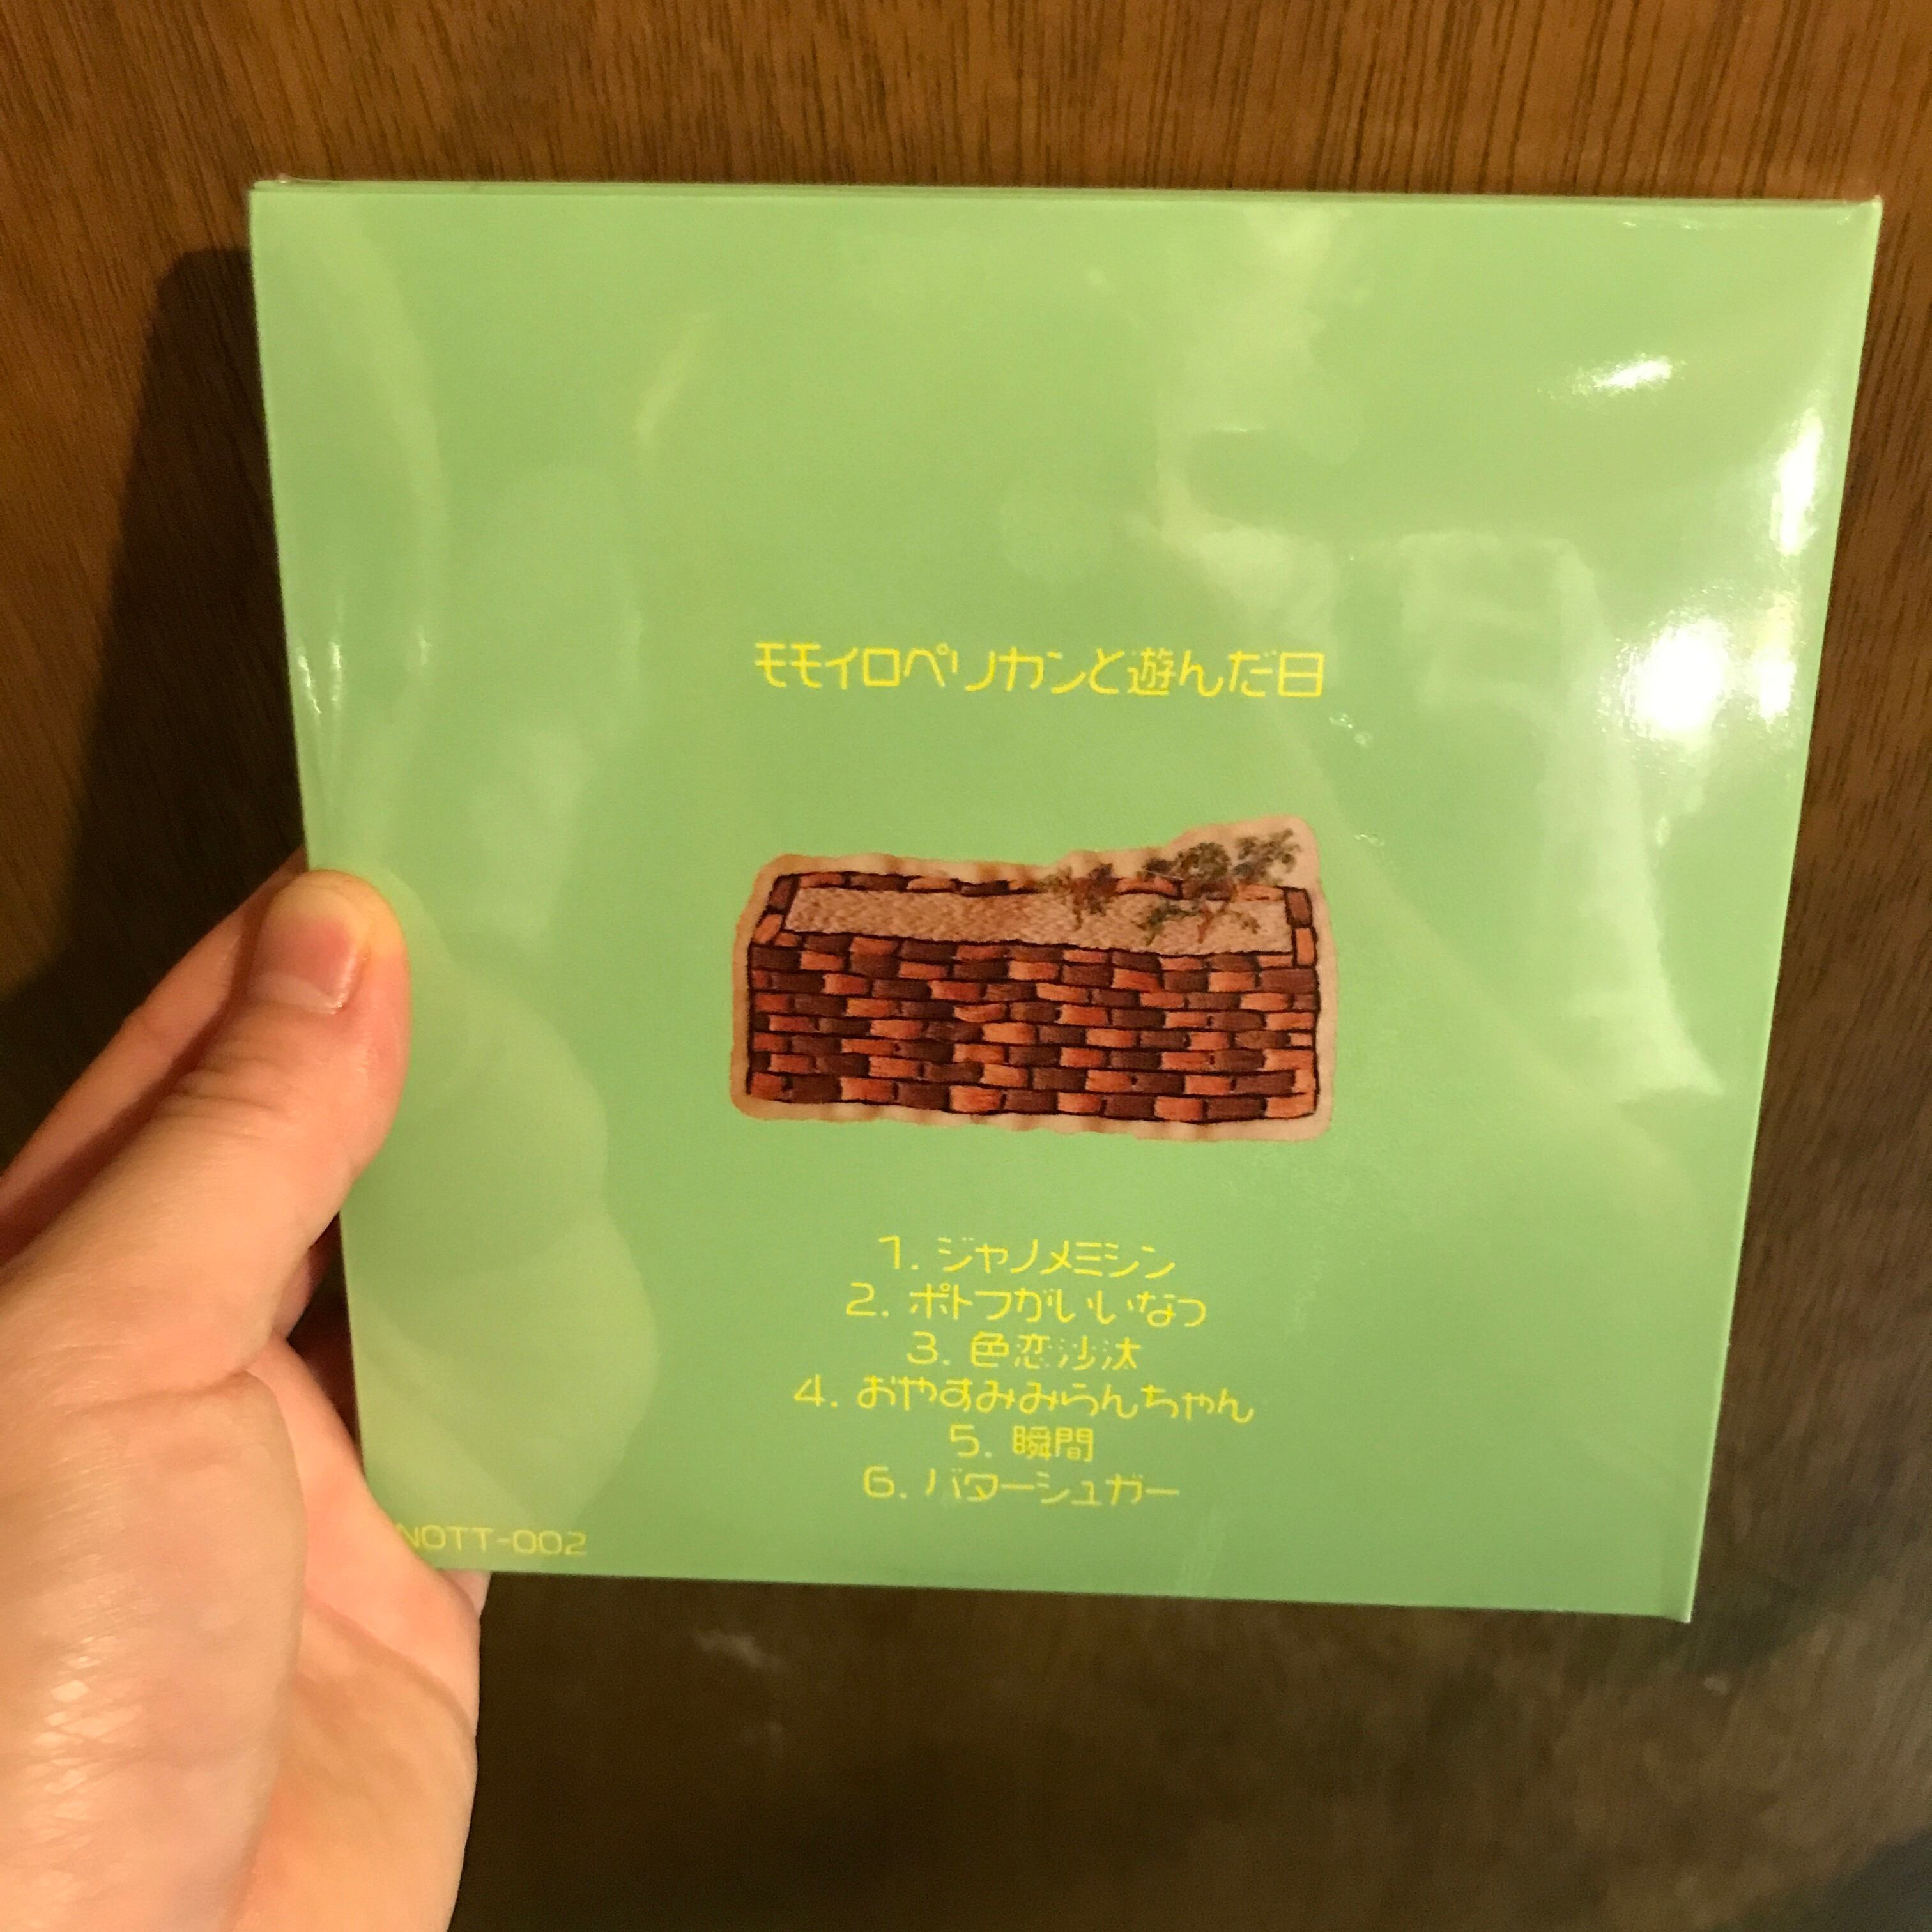 モモイロペリカンと遊んだ日
1. ジャノメミシン
2. ポトフがいいなつ
3. 色恋沙汰
4. おやすみみらんちゃん
5. 瞬間
6. バターシュガー
NOTT-002